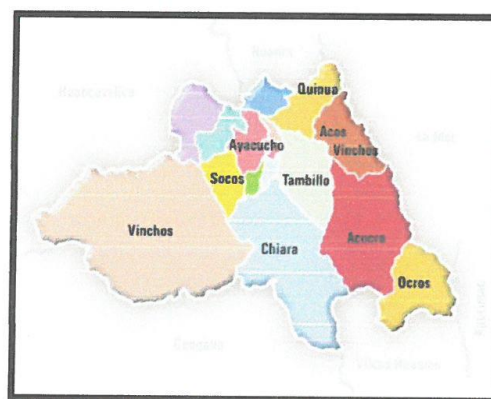 Quinua
Acos
Vinchos
Ayacucho
Socos
Tambillo
Vinchos
Chiara
Acocro
Ocros